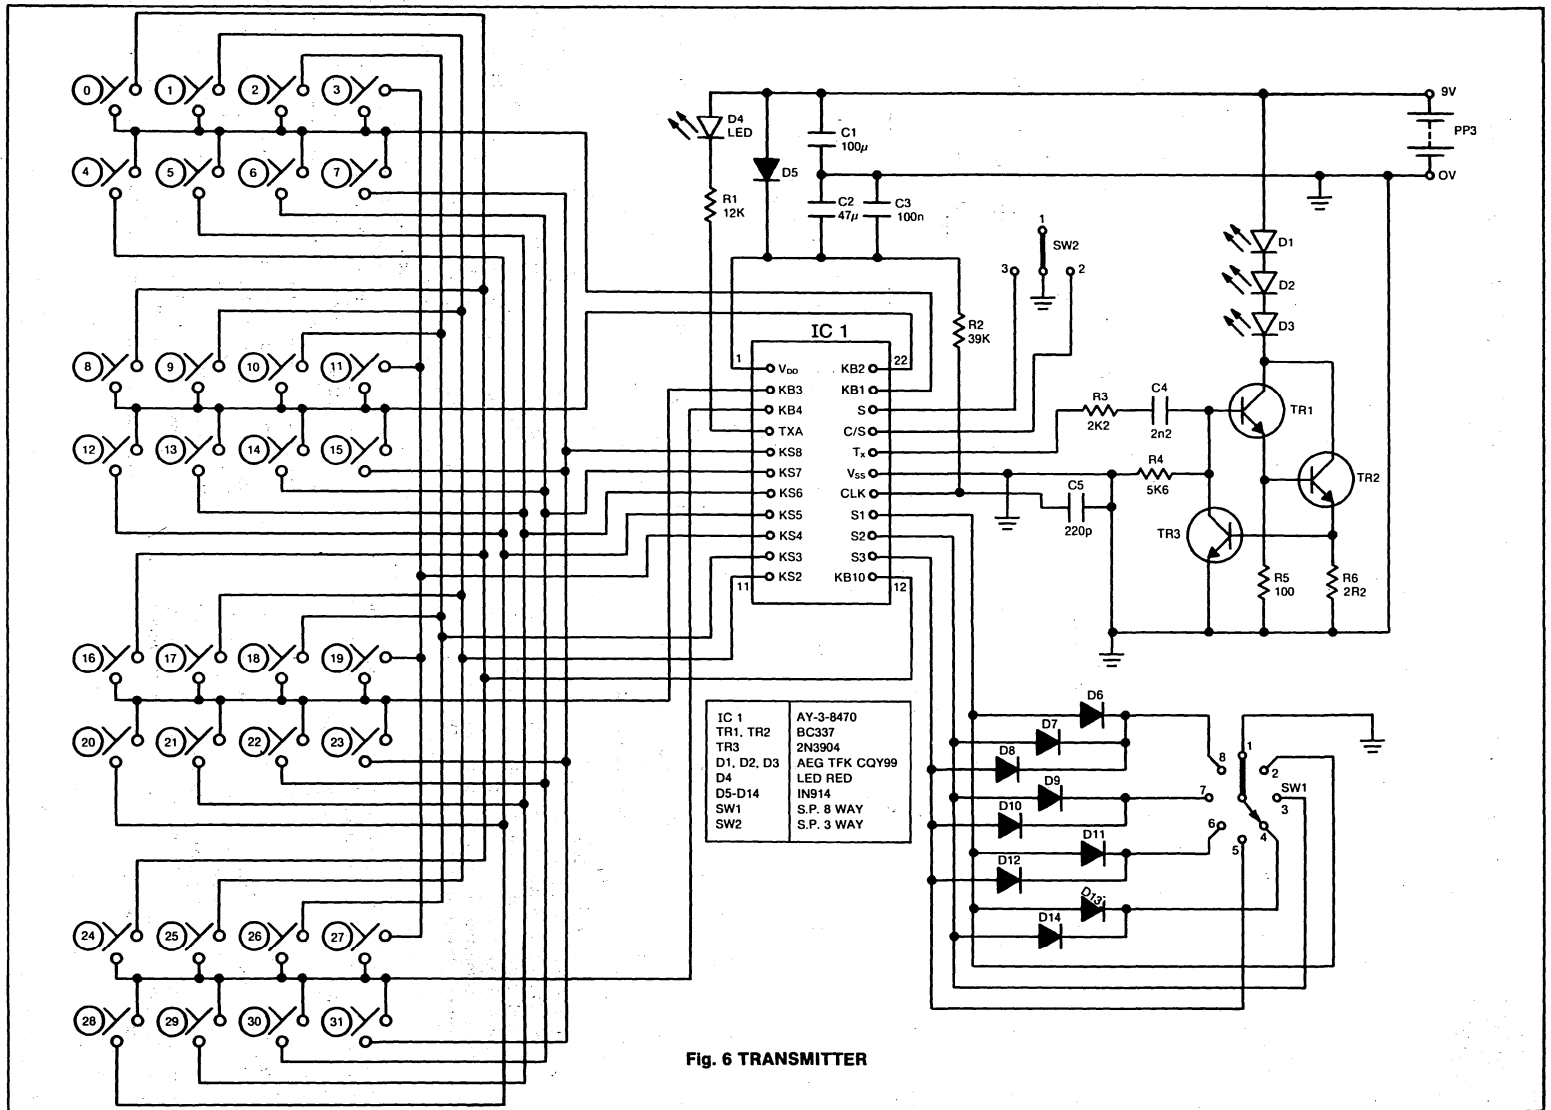 0 1 2 3
4 5 6 7
8 9 10 11
12 13 14 15
16 17 18 19
20 21 22 23
24 25 26 27
28 29 30 31
D4
LED
R1
12K
D5
C1
100µ
C2
47µ
C3
100n
9V
PP3
OV
1
SW2
3
2
R2
39K
D1
D2
D3
IC 1
1
22
VDD
KB3
KB4
TXA
KS8
KS7
KS6
KS5
KS4
KS3
KS2
11
KB2
KB1
S
C/S
Tx
VSS
CLK
S1
S2
S3
KB10
12
R3
2K2
C4
2n2
TR1
R4
5K6
TR2
C5
220p
TR3
R5
100
R6
2R2
IC 1 AY-3-8470
TR1, TR2 BC337
TR3 2N3904
D1, D2, D3 AEG TFK CQY99
D4 LED RED
D5-D14 IN914
SW1 S.P. 8 WAY
SW2 S.P. 3 WAY
D6
D7
D8
D9
D10
D11
D12
D13
D14
1
8
2
7
SW1
3
6
4
5
Fig. 6 TRANSMITTER